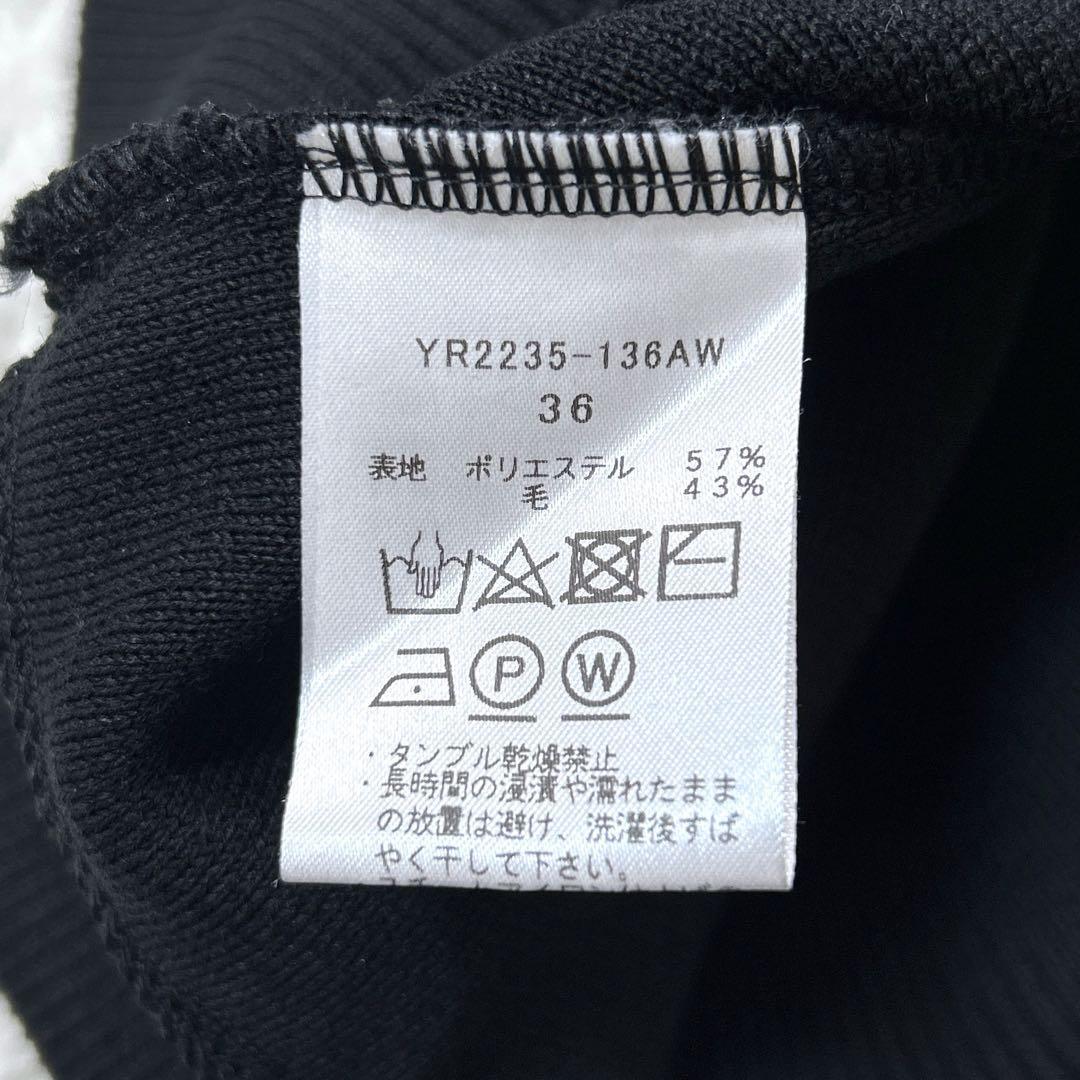 YR2235-136AW
36
表地 ポリエステル 57%
毛 43%
P W
・タンブル乾燥禁止
・長時間の浸漬や濡れたまま
の放置は避け、洗濯後すば
やく干して下さい。